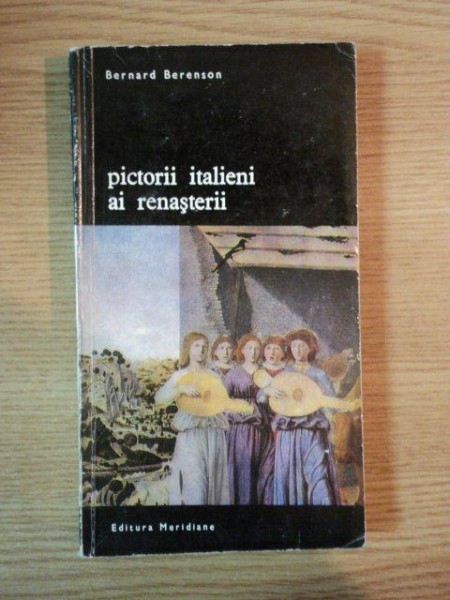 Bernard Berenson
pictorii italieni
ai renașterii
Editura Meridiane